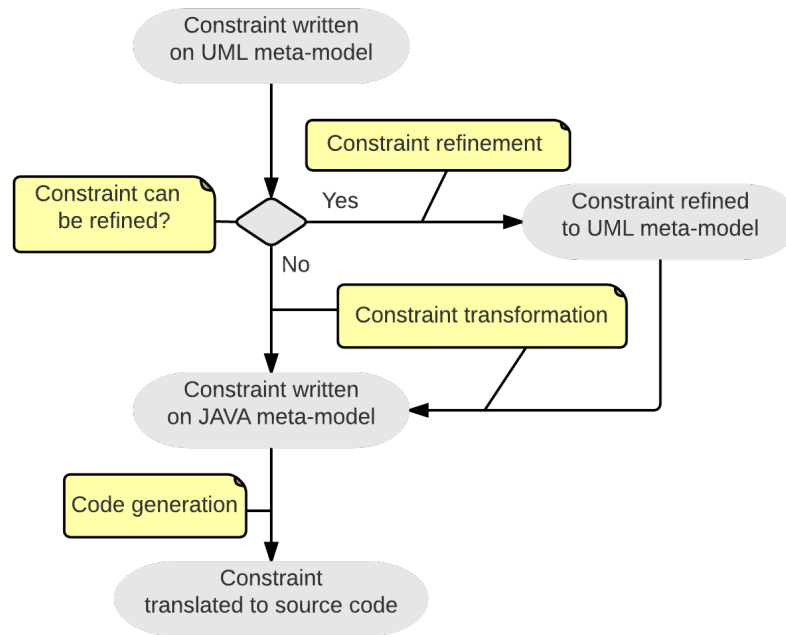 Constraint written
on UML meta-model
Constraint refinement
Constraint can
be refined?
Yes
Constraint refined
to UML meta-model
No
Constraint transformation
Constraint written
on JAVA meta-model
Code generation
Constraint
translated to source code